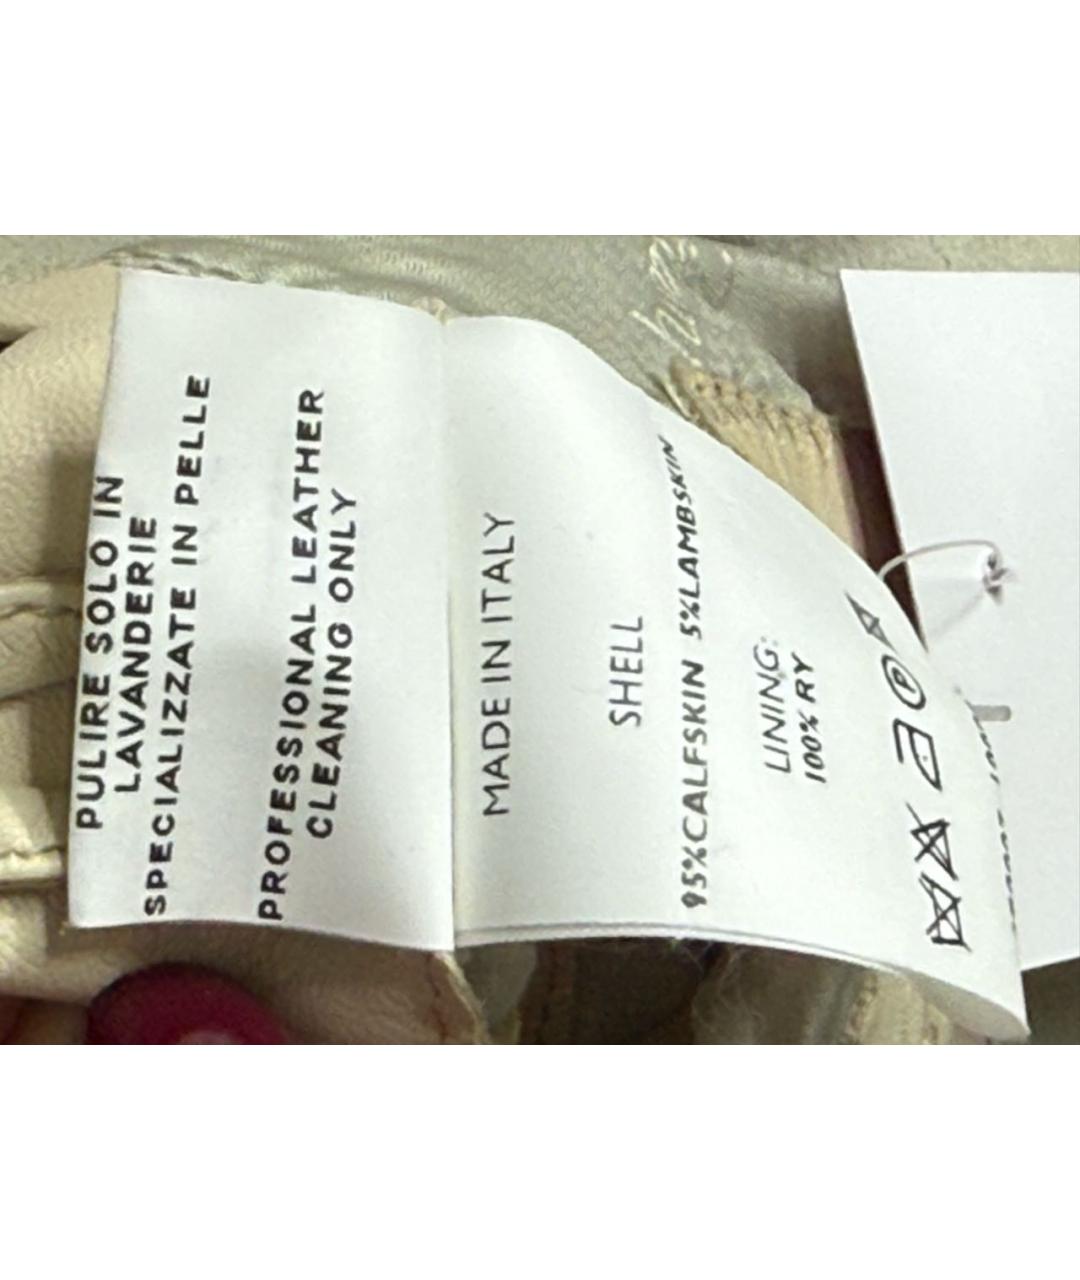 PULIRE SOLO IN
LAVANDERIE
SPECIALIZZATE IN PELLE
PROFESSIONAL LEATHER
CLEANING ONLY
MADE IN ITALY
SHELL
95%CALFSKIN 5%LAMBSKIN
LINING:
100% RY
P